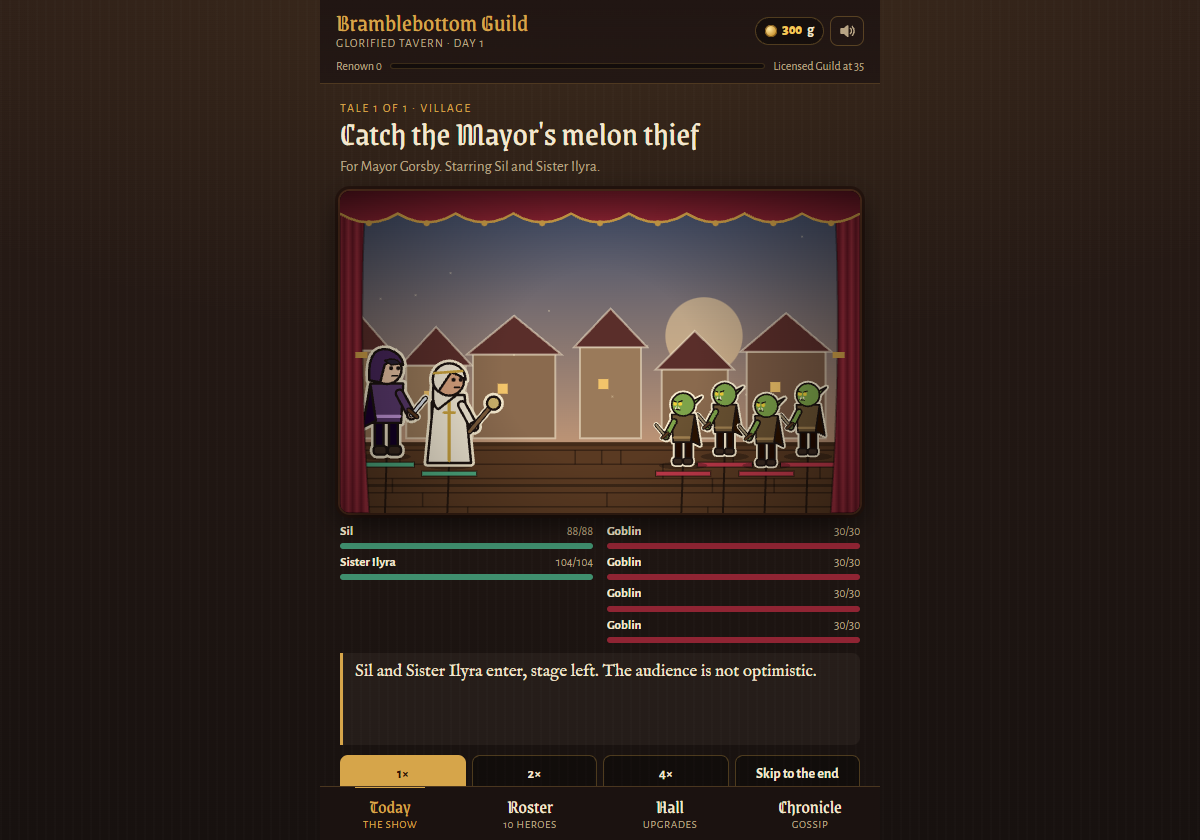 Bramblebottom Guild
GLORIFIED TAVERN · DAY 1
300 g
Renown 0
Licensed Guild at 35
TALE 1 OF 1 · VILLAGE
Catch the Mayor's melon thief
For Mayor Gorsby. Starring Sil and Sister Ilyra.
Sil 88/88
Sister Ilyra 104/104
Goblin 30/30
Goblin 30/30
Goblin 30/30
Goblin 30/30
Sil and Sister Ilyra enter, stage left. The audience is not optimistic.
1× 2× 4× Skip to the end
Today Roster Hall Chronicle
THE SHOW 10 HEROES UPGRADES GOSSIP